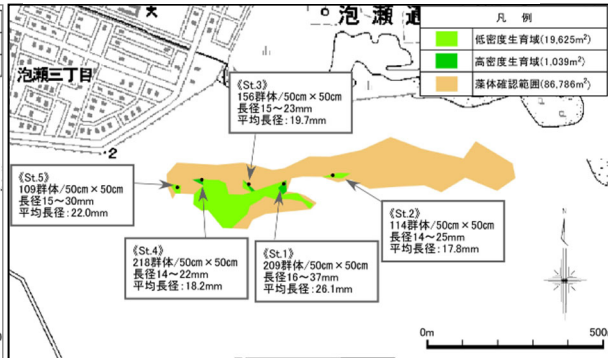 泡瀬通
凡 例
低密度生育域(19,625m²)
高密度生育域(1,039m²)
藻体確認範囲(86,786m²)
泡瀬三丁目
•2
《St.3》
156群体/50cm×50cm
長径15～23mm
平均長径:19.7mm
《St.5》
109群体/50cm×50cm
長径15～30mm
平均長径:22.0mm
《St.4》
218群体/50cm×50cm
長径14～22mm
平均長径:18.2mm
《St.1》
209群体/50cm×50cm
長径16～37mm
平均長径:26.1mm
《St.2》
114群体/50cm×50cm
長径14～25mm
平均長径:17.8mm
0m
500